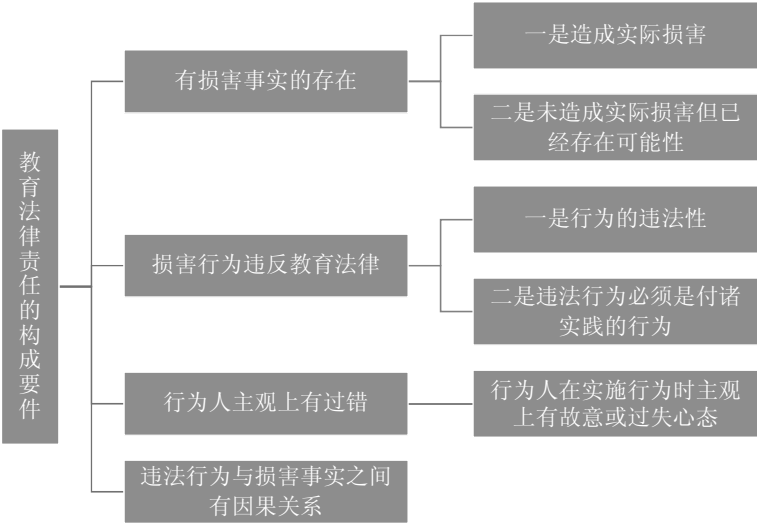 教育法律责任的构成要件
有损害事实的存在
一是造成实际损害
二是未造成实际损害但已
经存在可能性
损害行为违反教育法律
一是行为的违法性
二是违法行为必须是付诸
实践的行为
行为人主观上有过错
行为人在实施行为时主观
上有故意或过失心态
违法行为与损害事实之间
有因果关系